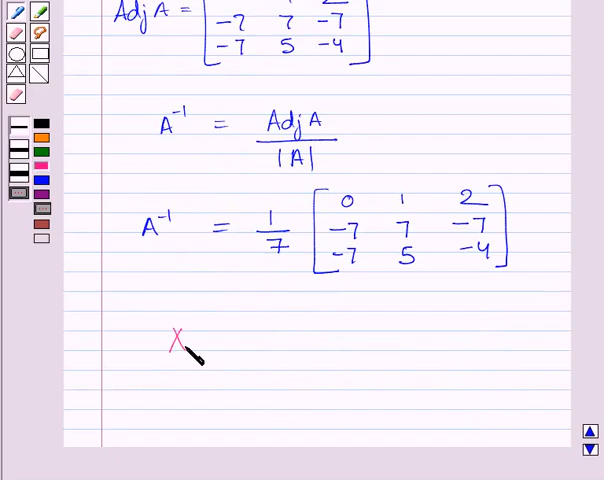 Adj A =
-7 7 -7
-7 5 -4
A⁻¹ = Adj A / |A|
A⁻¹ = 1/7 [0 1 2
-7 7 -7
-7 5 -4]
X